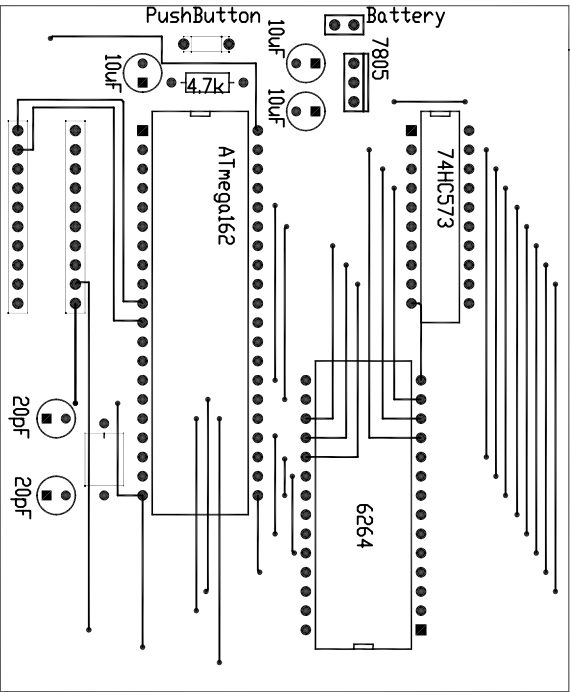 PushButton
Battery
10uF
7805
10uF
4.7k
10uF
ATmega162
74HC573
20pF
20pF
6264